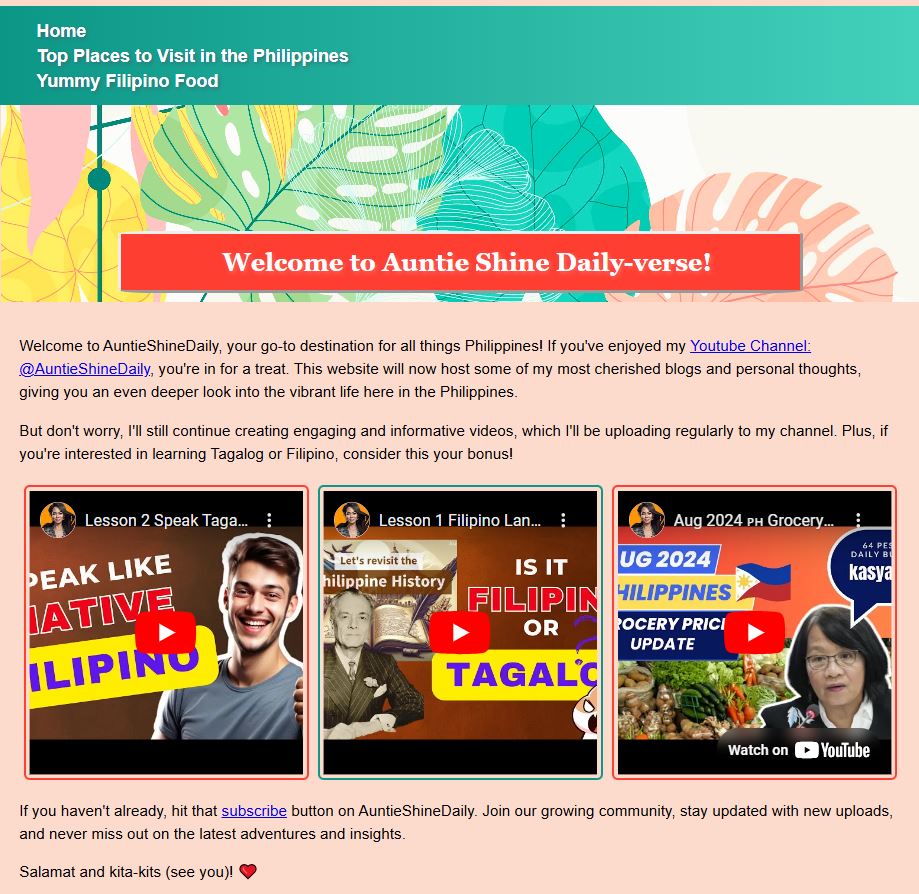 Home
Top Places to Visit in the Philippines
Yummy Filipino Food
Welcome to Auntie Shine Daily-verse!
Welcome to AuntieShineDaily, your go-to destination for all things Philippines! If you've enjoyed my Youtube Channel:
@AuntieShineDaily, you're in for a treat. This website will now host some of my most cherished blogs and personal thoughts,
giving you an even deeper look into the vibrant life here in the Philippines.
But don't worry, I'll still continue creating engaging and informative videos, which I'll be uploading regularly to my channel. Plus, if
you're interested in learning Tagalog or Filipino, consider this your bonus!
Lesson 2 Speak Taga...
PEAK LIKE
NATIVE
ILIPINO
Lesson 1 Filipino Lan...
Let's revisit the
hilippine History
IS IT
FILIPIN
OR
TAGALO
Aug 2024 PH Grocery...
UG 2024
HILIPPINES
ROCERY PRIC
UPDATE
64 PES
DAILY BU
kasya
Watch on YouTube
If you haven't already, hit that subscribe button on AuntieShineDaily. Join our growing community, stay updated with new uploads,
and never miss out on the latest adventures and insights.
Salamat and kita-kits (see you)! ❤